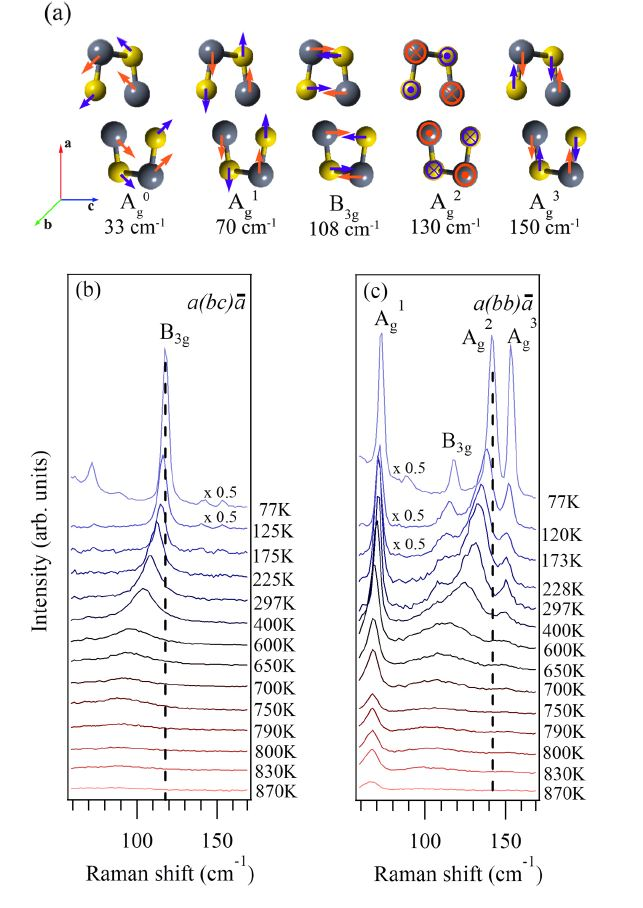 (a)
a
c
b
A_g^0
33 cm⁻¹
A_g^1
70 cm⁻¹
B_3g
108 cm⁻¹
A_g^2
130 cm⁻¹
A_g^3
150 cm⁻¹
(b)
a(bc)ā
B_3g
x 0.5
x 0.5
77K
125K
175K
225K
297K
400K
600K
650K
700K
750K
790K
800K
830K
870K
100
150
Raman shift (cm⁻¹)
Intensity (arb. units)
(c)
a(bb)ā
A_g^1
A_g^2
A_g^3
B_3g
x 0.5
x 0.5
x 0.5
77K
120K
173K
228K
297K
400K
600K
650K
700K
750K
790K
800K
830K
870K
100
150
Raman shift (cm⁻¹)